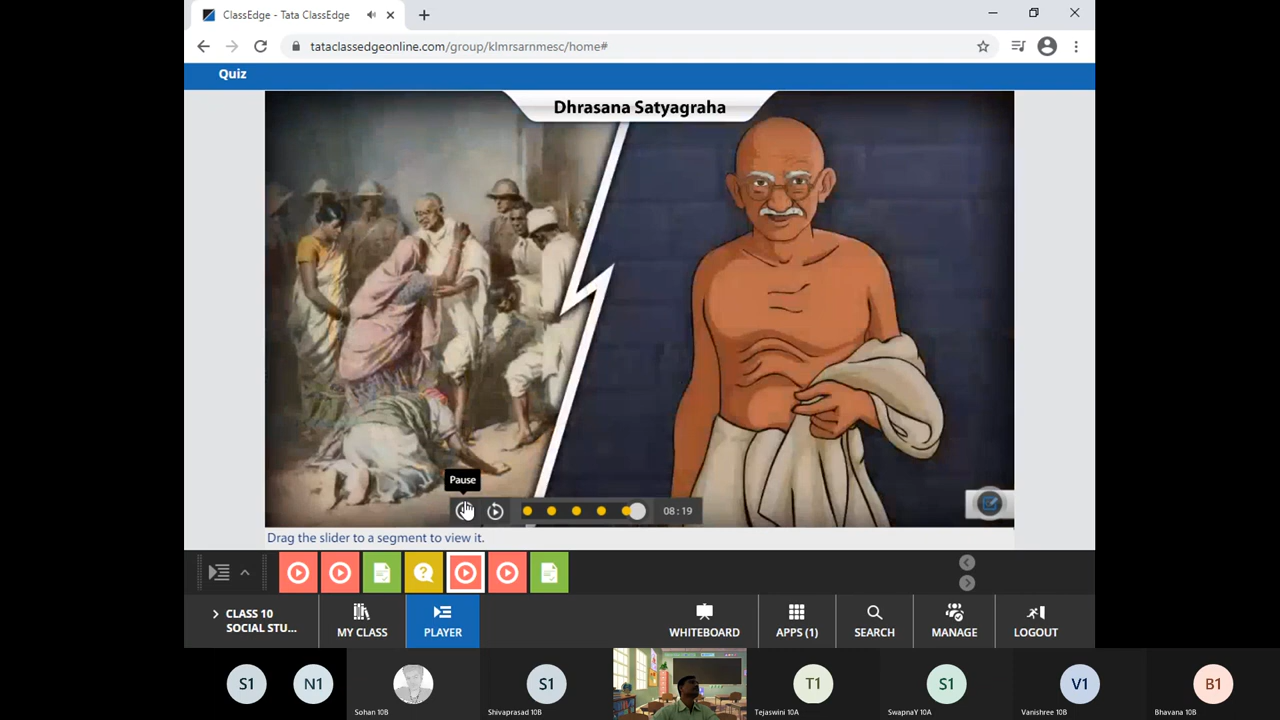 ClassEdge - Tata ClassEdge
tataclassedgeonline.com/group/klmrsarnmesc/home#
Quiz
Dhrasana Satyagraha
Pause
08:19
Drag the slider to a segment to view it.
CLASS 10
SOCIAL STU...
MY CLASS
PLAYER
WHITEBOARD
APPS (1)
SEARCH
MANAGE
LOGOUT
S1
N1
S1
T1
S1
V1
B1
Sohan 10B
Shivaprasad 10B
Tejaswini 10A
SwapnaY 10A
Vanishree 10B
Bhavana 10B